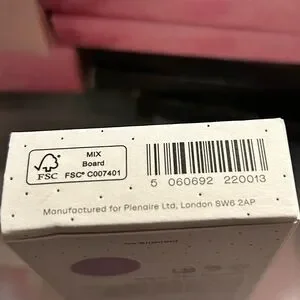 FSC
MIX
Board
FSC® C007401
5 060692 220013
Manufactured for Plenaire Ltd, London SW6 2AP